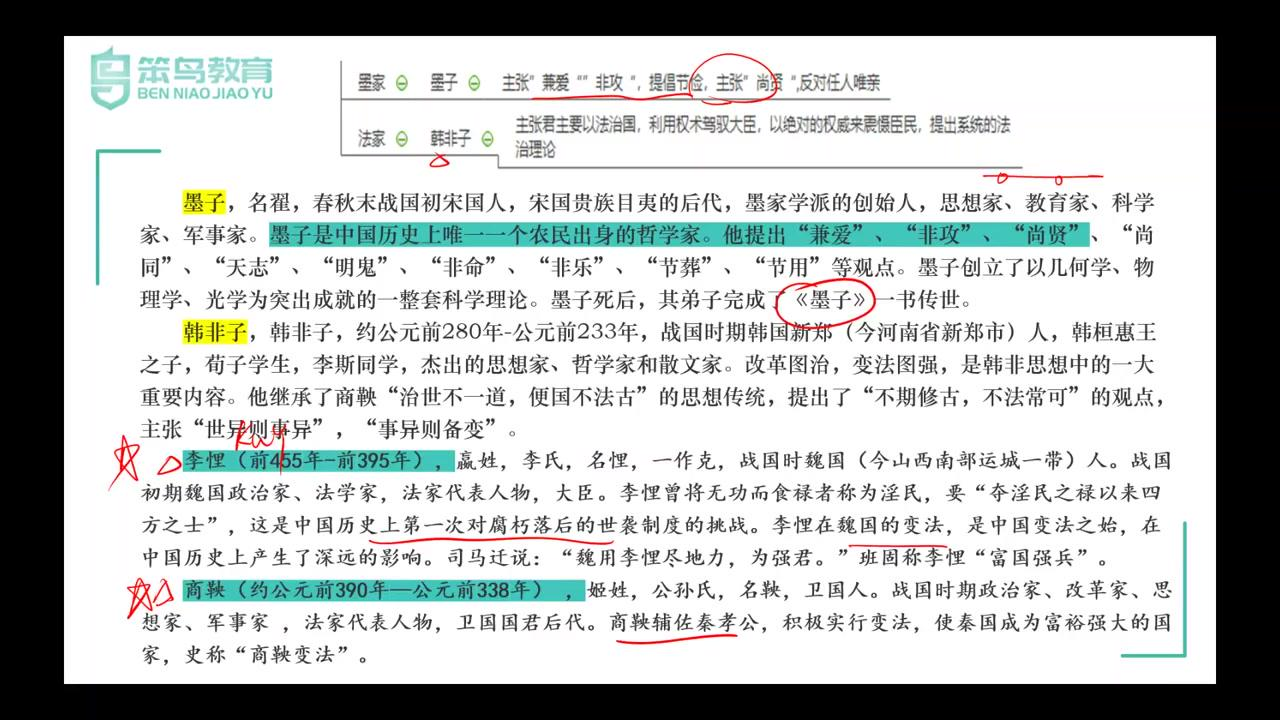 笨鸟教育
BEN NIAO JIAO YU
墨家 墨子 主张"兼爱""非攻",提倡节俭,主张"尚贤",反对任人唯亲
法家 韩非子 主张君主要以法治国，利用权术驾驭大臣，以绝对的权威来震慑臣民，提出系统的法
治理论
墨子，名翟，春秋末战国初宋国人，宋国贵族目夷的后代，墨家学派的创始人，思想家、教育家、科学
家、军事家。墨子是中国历史上唯一一个农民出身的哲学家。他提出“兼爱”、“非攻”、“尚贤”、“尚
同”、“天志”、“明鬼”、“非命”、“非乐”、“节葬”、“节用”等观点。墨子创立了以几何学、物
理学、光学为突出成就的一整套科学理论。墨子死后，其弟子完成了《墨子》一书传世。
韩非子，韩非子，约公元前280年-公元前233年，战国时期韩国新郑（今河南省新郑市）人，韩桓惠王
之子，荀子学生，李斯同学，杰出的思想家、哲学家和散文家。改革图治，变法图强，是韩非思想中的一大
重要内容。他继承了商鞅“治世不一道，便国不法古”的思想传统，提出了“不期修古，不法常可”的观点，
主张“世异则事异”，“事异则备变”。
李悝（前455年-前395年），嬴姓，李氏，名悝，一作克，战国时魏国（今山西南部运城一带）人。战国
初期魏国政治家、法学家，法家代表人物，大臣。李悝曾将无功而食禄者称为淫民，要“夺淫民之禄以来四
方之士”，这是中国历史上第一次对腐朽落后的世袭制度的挑战。李悝在魏国的变法，是中国变法之始，在
中国历史上产生了深远的影响。司马迁说：“魏用李悝尽地力，为强君。”班固称李悝“富国强兵”。
商鞅（约公元前390年—公元前338年），姬姓，公孙氏，名鞅，卫国人。战国时期政治家、改革家、思
想家、军事家 ，法家代表人物，卫国国君后代。商鞅辅佐秦孝公，积极实行变法，使秦国成为富裕强大的国
家，史称“商鞅变法”。